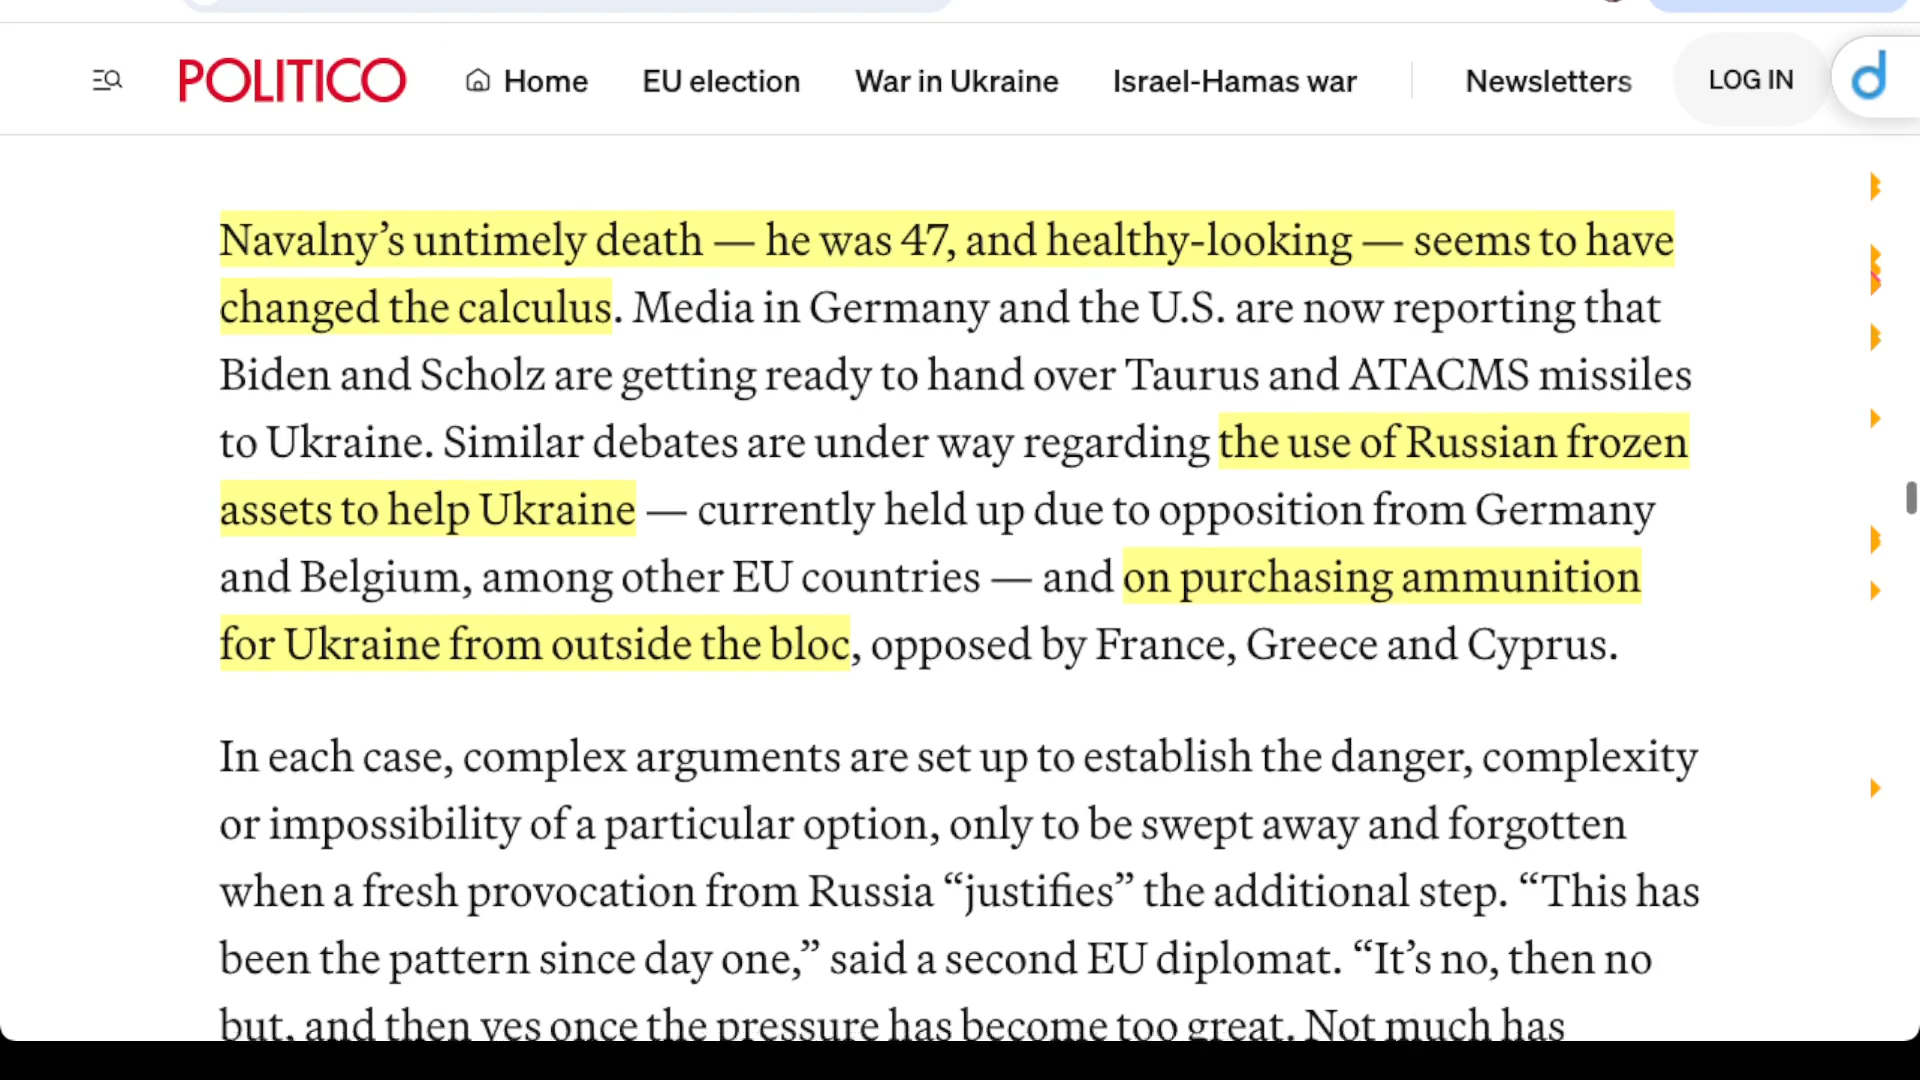 POLITICO Home EU election War in Ukraine Israel-Hamas war Newsletters LOG IN
Navalny’s untimely death — he was 47, and healthy-looking — seems to have
changed the calculus. Media in Germany and the U.S. are now reporting that
Biden and Scholz are getting ready to hand over Taurus and ATACMS missiles
to Ukraine. Similar debates are under way regarding the use of Russian frozen
assets to help Ukraine — currently held up due to opposition from Germany
and Belgium, among other EU countries — and on purchasing ammunition
for Ukraine from outside the bloc, opposed by France, Greece and Cyprus.
In each case, complex arguments are set up to establish the danger, complexity
or impossibility of a particular option, only to be swept away and forgotten
when a fresh provocation from Russia “justifies” the additional step. “This has
been the pattern since day one,” said a second EU diplomat. “It’s no, then no
but, and then yes once the pressure has become too great. Not much has